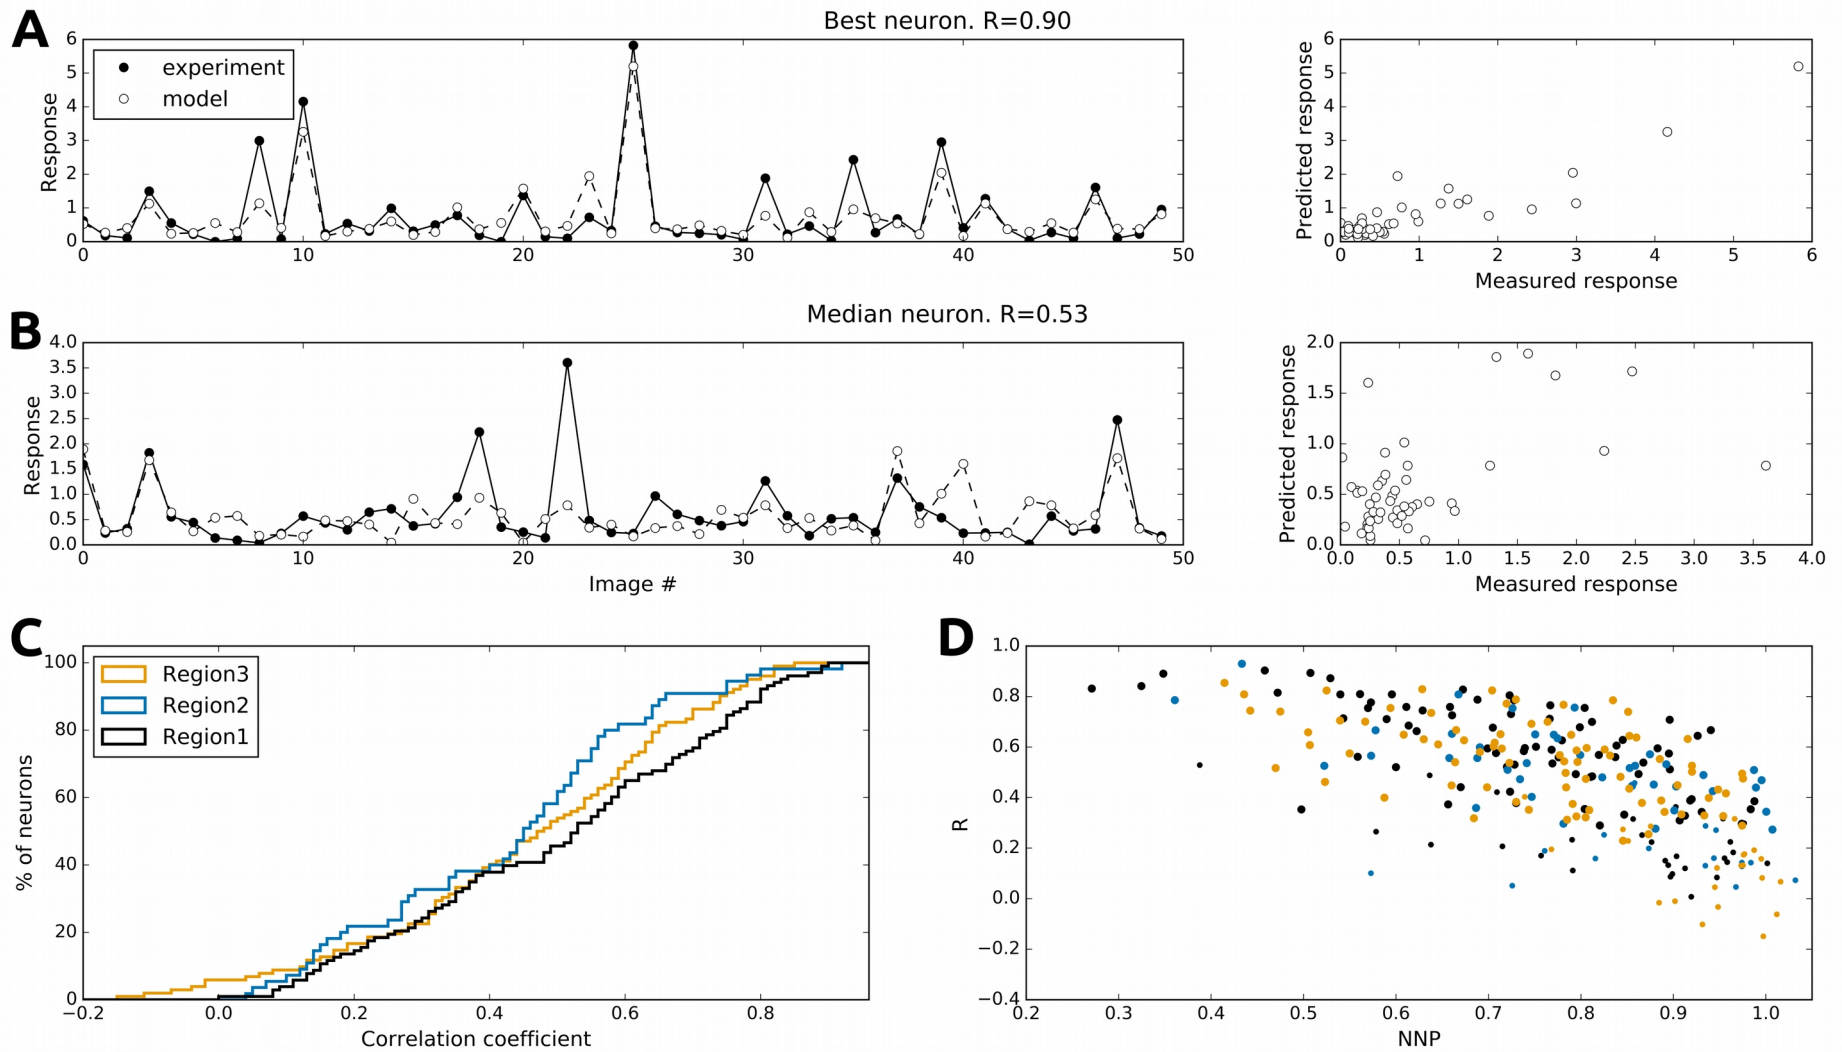 A
Best neuron. R=0.90
Response
6
5
4
3
2
1
0
experiment
model
0 10 20 30 40 50
Predicted response
6
5
4
3
2
1
0
0 1 2 3 4 5 6
Measured response
B
Median neuron. R=0.53
Response
4.0
3.5
3.0
2.5
2.0
1.5
1.0
0.5
0.0
0 10 20 30 40 50
Image #
Predicted response
2.0
1.5
1.0
0.5
0.0
0.0 0.5 1.0 1.5 2.0 2.5 3.0 3.5 4.0
Measured response
C
% of neurons
100
80
60
40
20
0
Region3
Region2
Region1
−0.2 0.0 0.2 0.4 0.6 0.8
Correlation coefficient
D
R
1.0
0.8
0.6
0.4
0.2
0.0
−0.2
−0.4
0.2 0.3 0.4 0.5 0.6 0.7 0.8 0.9 1.0
NNP